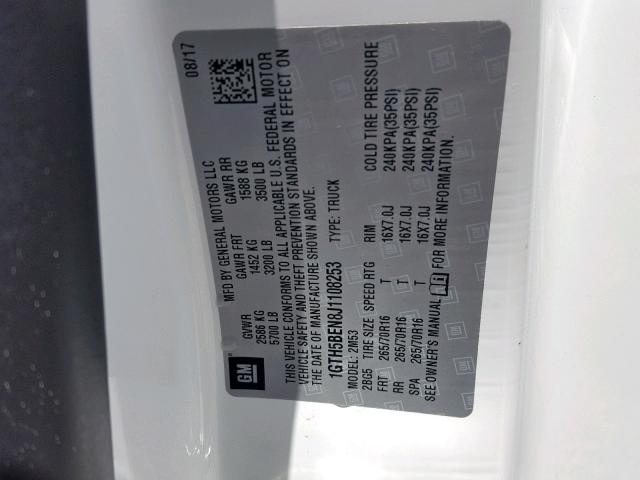 GM
MFD BY GENERAL MOTORS LLC
08/17
GVWR GAWR FRT GAWR RR
2586 KG 1452 KG 1588 KG
5700 LB 3200 LB 3500 LB
THIS VEHICLE CONFORMS TO ALL APPLICABLE U.S. FEDERAL MOTOR
VEHICLE SAFETY AND THEFT PREVENTION STANDARDS IN EFFECT ON
THE DATE OF MANUFACTURE SHOWN ABOVE.
1GTH5BEN8J1108253 TYPE: TRUCK
MODEL: 2M53
2BG5 TIRE SIZE SPEED RTG RIM COLD TIRE PRESSURE
FRT 265/70R16 T 16X7.0J 240KPA(35PSI)
RR 265/70R16 T 16X7.0J 240KPA(35PSI)
SPA 265/70R16 T 16X7.0J 240KPA(35PSI)
SEE OWNER'S MANUAL FOR MORE INFORMATION.